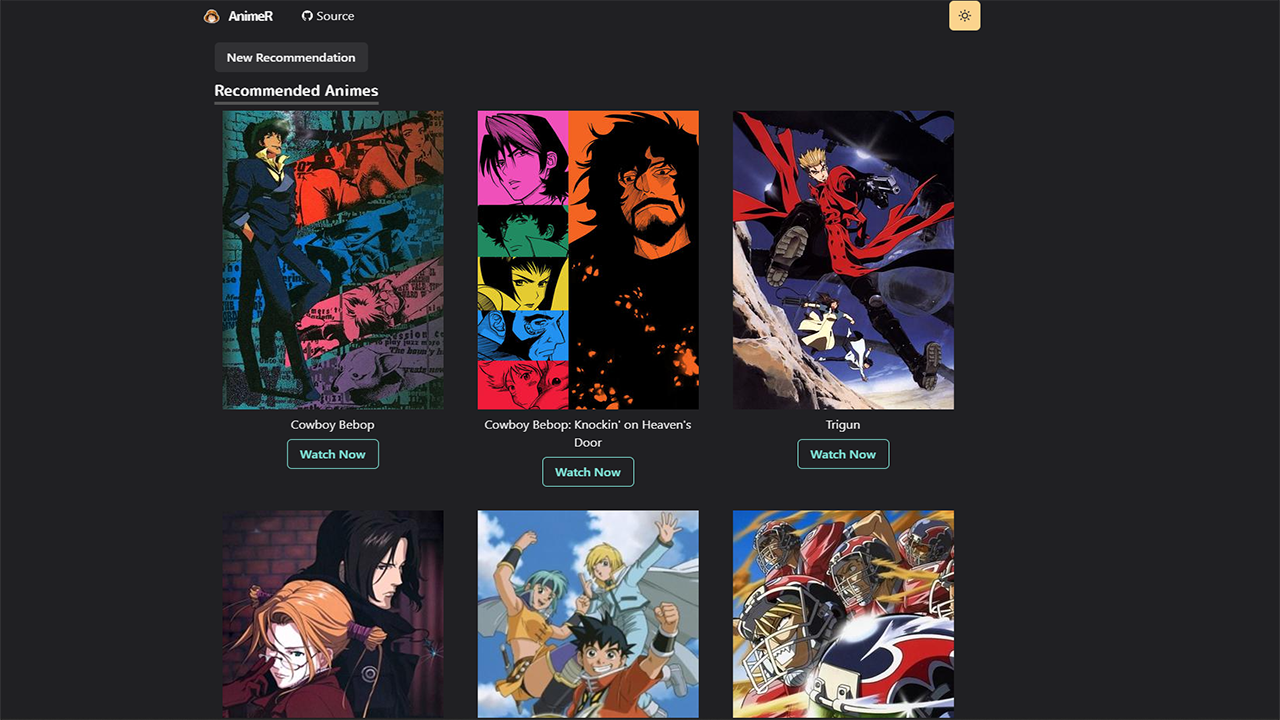 AnimeR
Source
New Recommendation
Recommended Animes
Cowboy Bebop
Watch Now
Cowboy Bebop: Knockin' on Heaven's
Door
Watch Now
Trigun
Watch Now